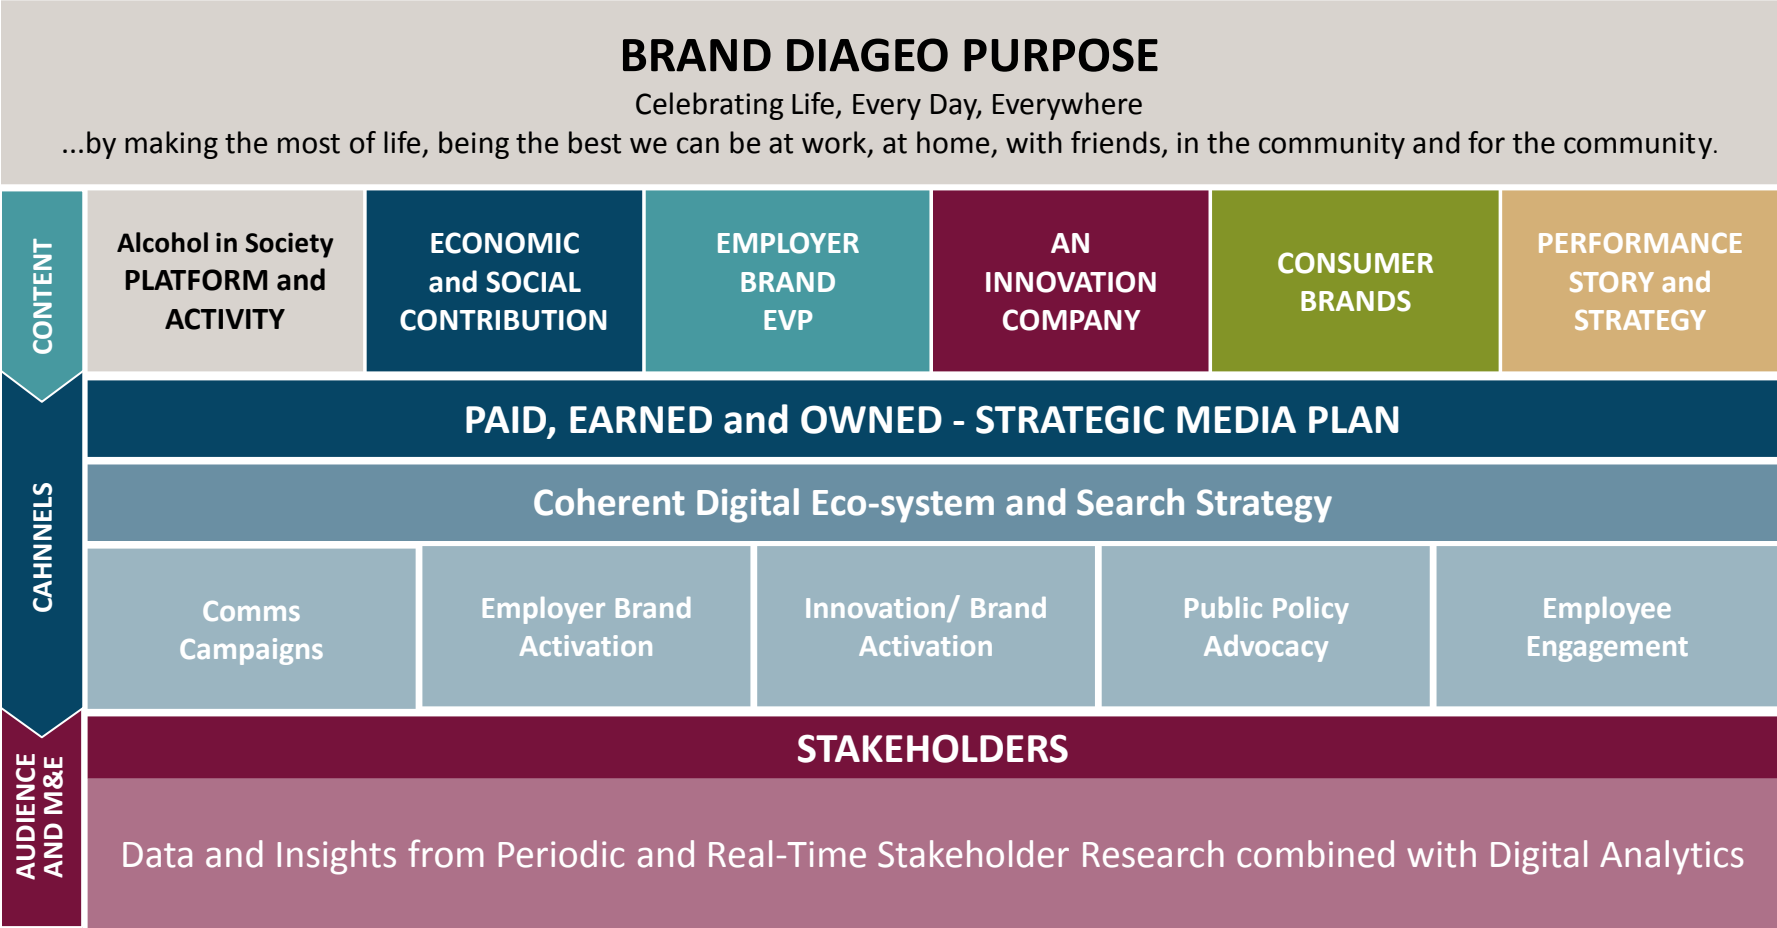 BRAND DIAGEO PURPOSE
Celebrating Life, Every Day, Everywhere
...by making the most of life, being the best we can be at work, at home, with friends, in the community and for the community.
CONTENT
Alcohol in Society
PLATFORM and
ACTIVITY
ECONOMIC
and SOCIAL
CONTRIBUTION
EMPLOYER
BRAND
EVP
AN
INNOVATION
COMPANY
CONSUMER
BRANDS
PERFORMANCE
STORY and
STRATEGY
CAHNNELS
PAID, EARNED and OWNED - STRATEGIC MEDIA PLAN
Coherent Digital Eco-system and Search Strategy
Comms
Campaigns
Employer Brand
Activation
Innovation/ Brand
Activation
Public Policy
Advocacy
Employee
Engagement
AUDIENCE
AND M&E
STAKEHOLDERS
Data and Insights from Periodic and Real-Time Stakeholder Research combined with Digital Analytics